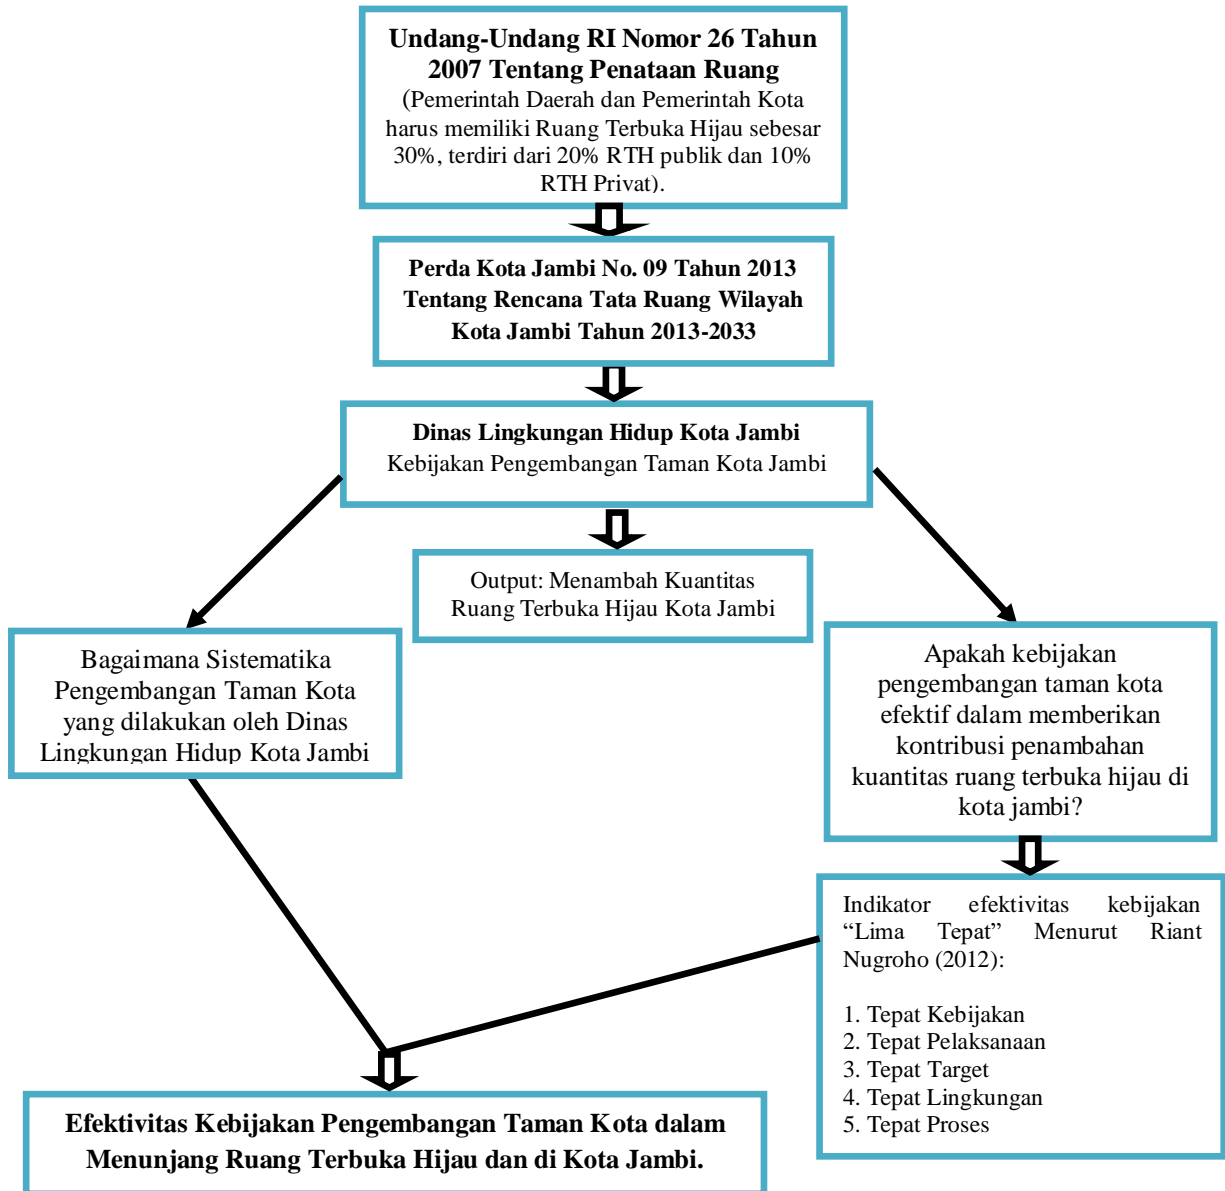 Undang-Undang RI Nomor 26 Tahun
2007 Tentang Penataan Ruang
(Pemerintah Daerah dan Pemerintah Kota
harus memiliki Ruang Terbuka Hijau sebesar
30%, terdiri dari 20% RTH publik dan 10%
RTH Privat).
Perda Kota Jambi No. 09 Tahun 2013
Tentang Rencana Tata Ruang Wilayah
Kota Jambi Tahun 2013-2033
Dinas Lingkungan Hidup Kota Jambi
Kebijakan Pengembangan Taman Kota Jambi
Output: Menambah Kuantitas
Ruang Terbuka Hijau Kota Jambi
Bagaimana Sistematika
Pengembangan Taman Kota
yang dilakukan oleh Dinas
Lingkungan Hidup Kota Jambi
Apakah kebijakan
pengembangan taman kota
efektif dalam memberikan
kontribusi penambahan
kuantitas ruang terbuka hijau di
kota jambi?
Indikator efektivitas kebijakan
“Lima Tepat” Menurut Riant
Nugroho (2012):
1. Tepat Kebijakan
2. Tepat Pelaksanaan
3. Tepat Target
4. Tepat Lingkungan
5. Tepat Proses
Efektivitas Kebijakan Pengembangan Taman Kota dalam
Menunjang Ruang Terbuka Hijau dan di Kota Jambi.